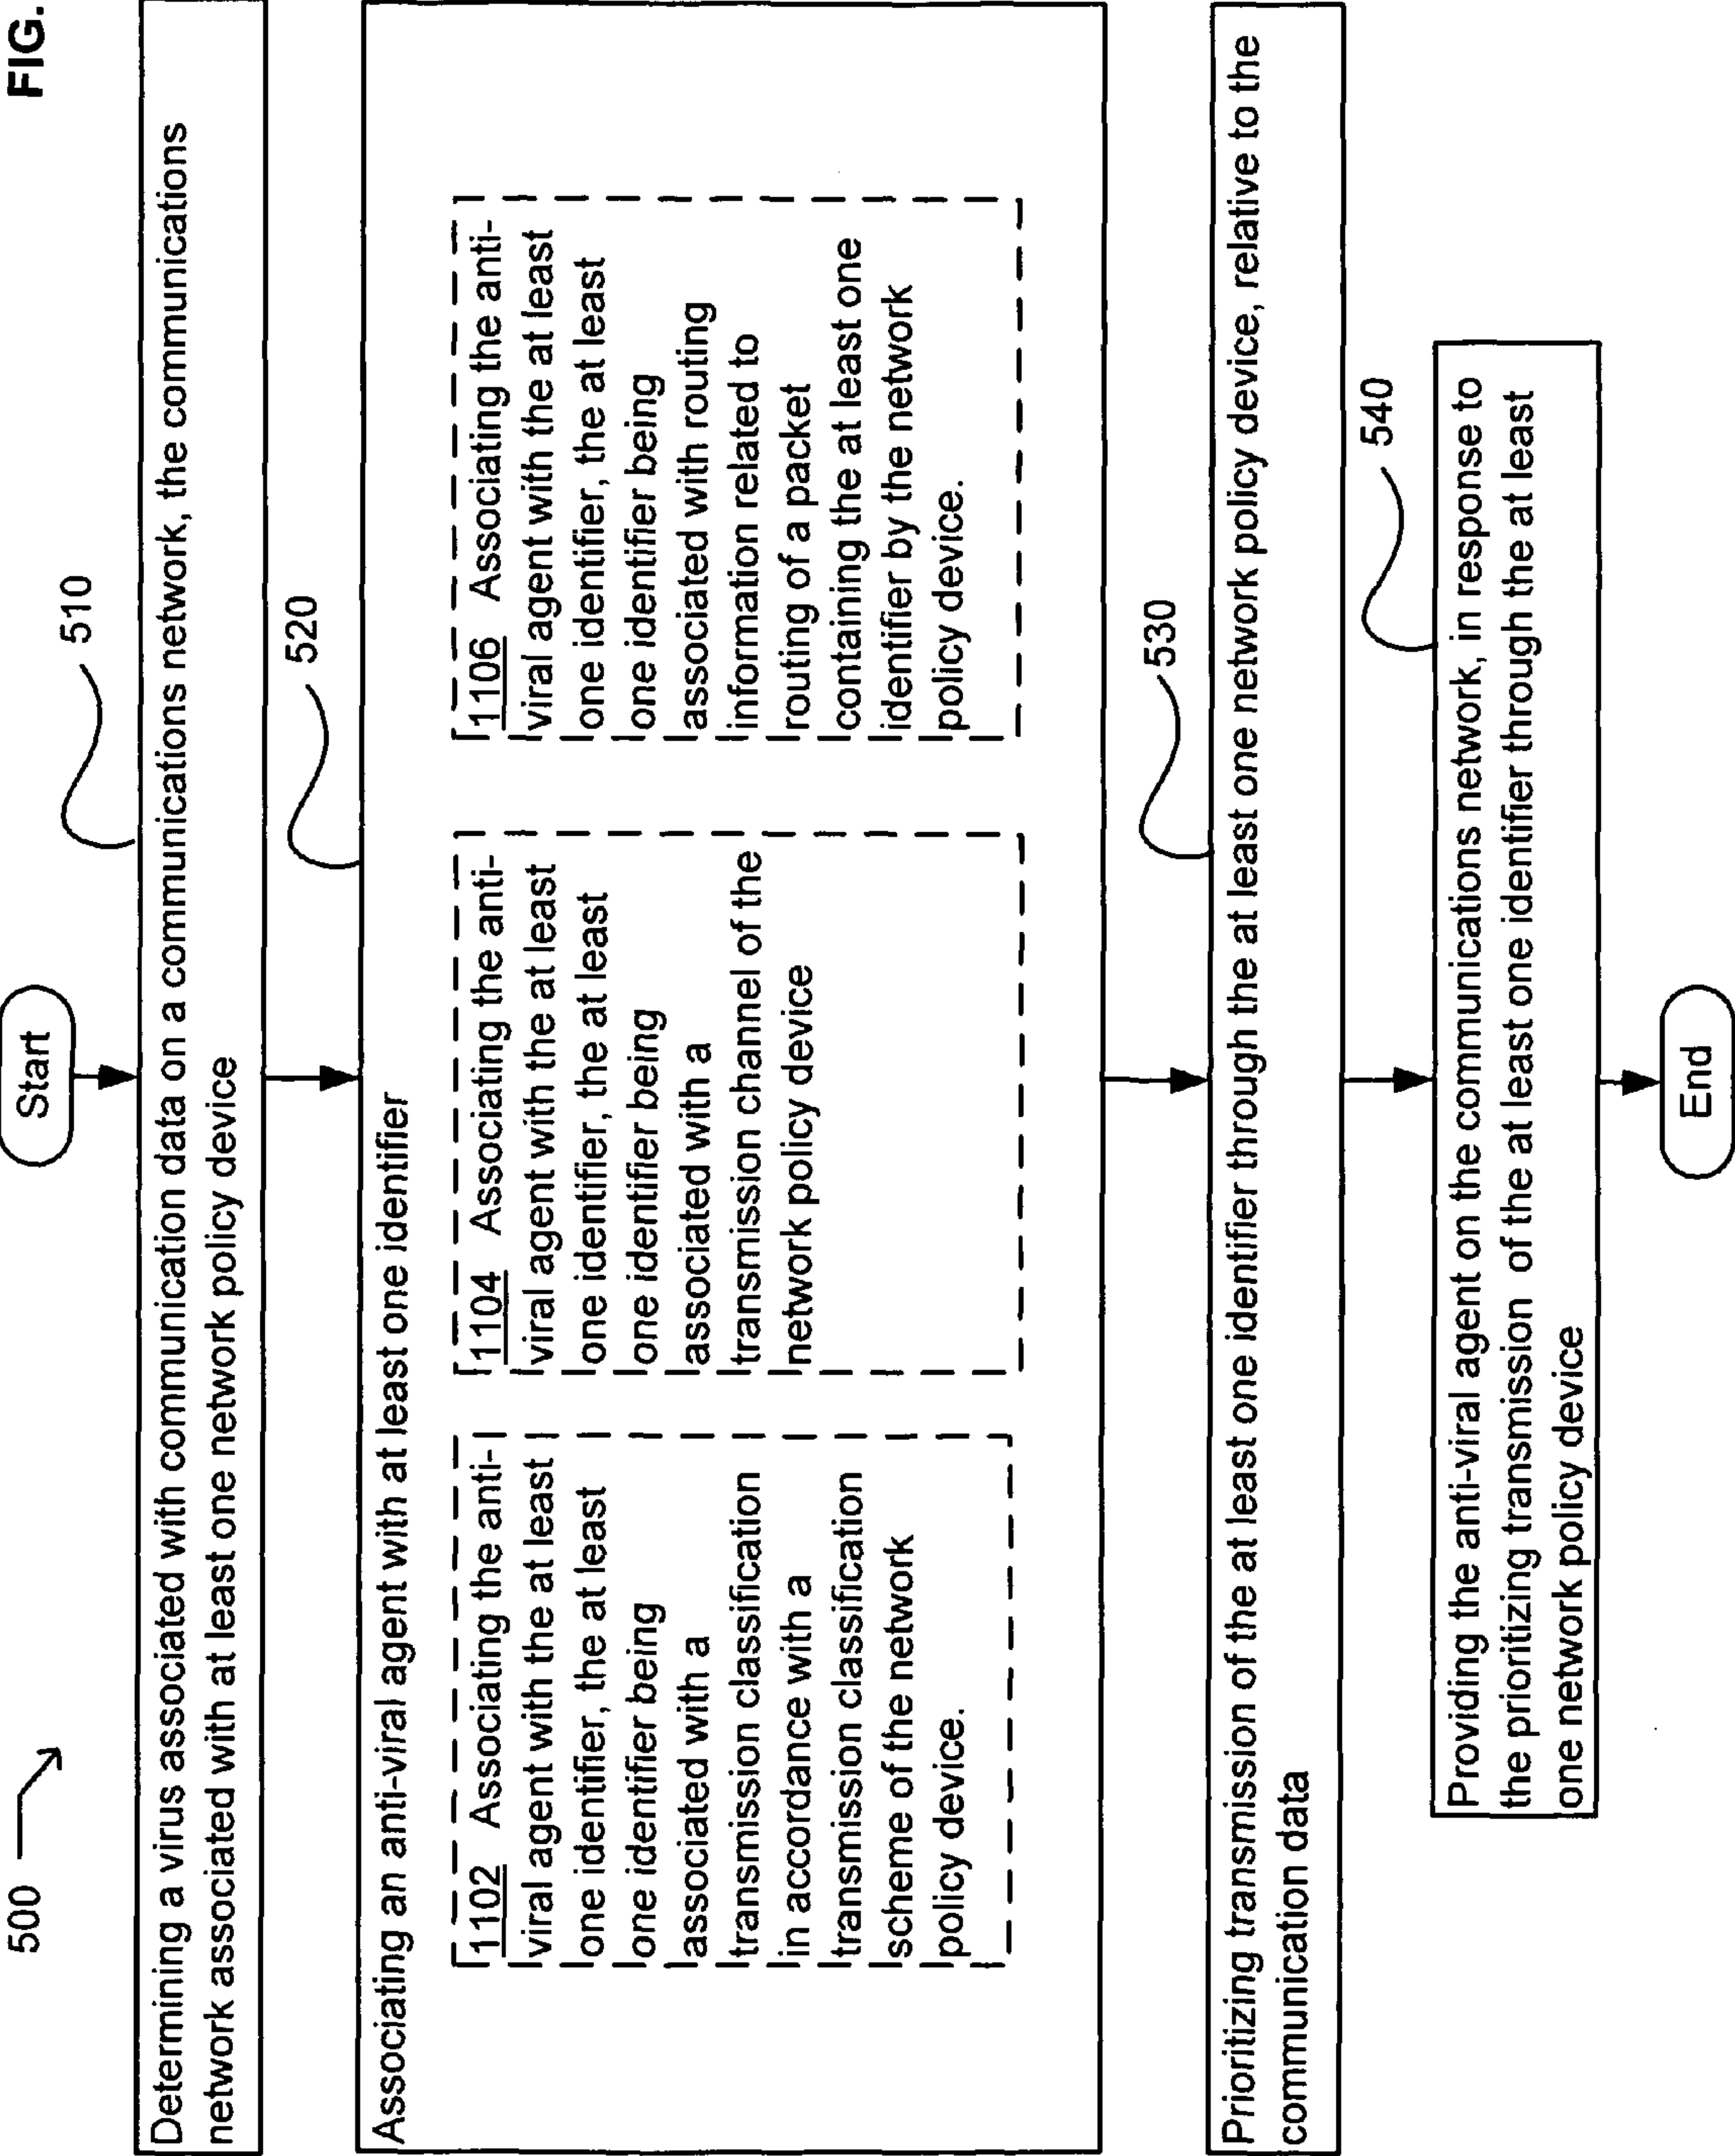 FIG.
500
Start
510
Determining a virus associated with communication data on a communications network, the communications
network associated with at least one network policy device
520
Associating an anti-viral agent with at least one identifier
1102 Associating the anti-
viral agent with the at least
one identifier, the at least
one identifier being
associated with a
transmission classification
in accordance with a
transmission classification
scheme of the network
policy device.
1104 Associating the anti-
viral agent with the at least
one identifier, the at least
one identifier being
associated with a
transmission channel of the
network policy device
1106 Associating the anti-
viral agent with the at least
one identifier, the at least
one identifier being
associated with routing
information related to
routing of a packet
containing the at least one
identifier by the network
policy device.
530
Prioritizing transmission of the at least one identifier through the at least one network policy device, relative to the
communication data
540
Providing the anti-viral agent on the communications network, in response to
the prioritizing transmission of the at least one identifier through the at least
one network policy device
End